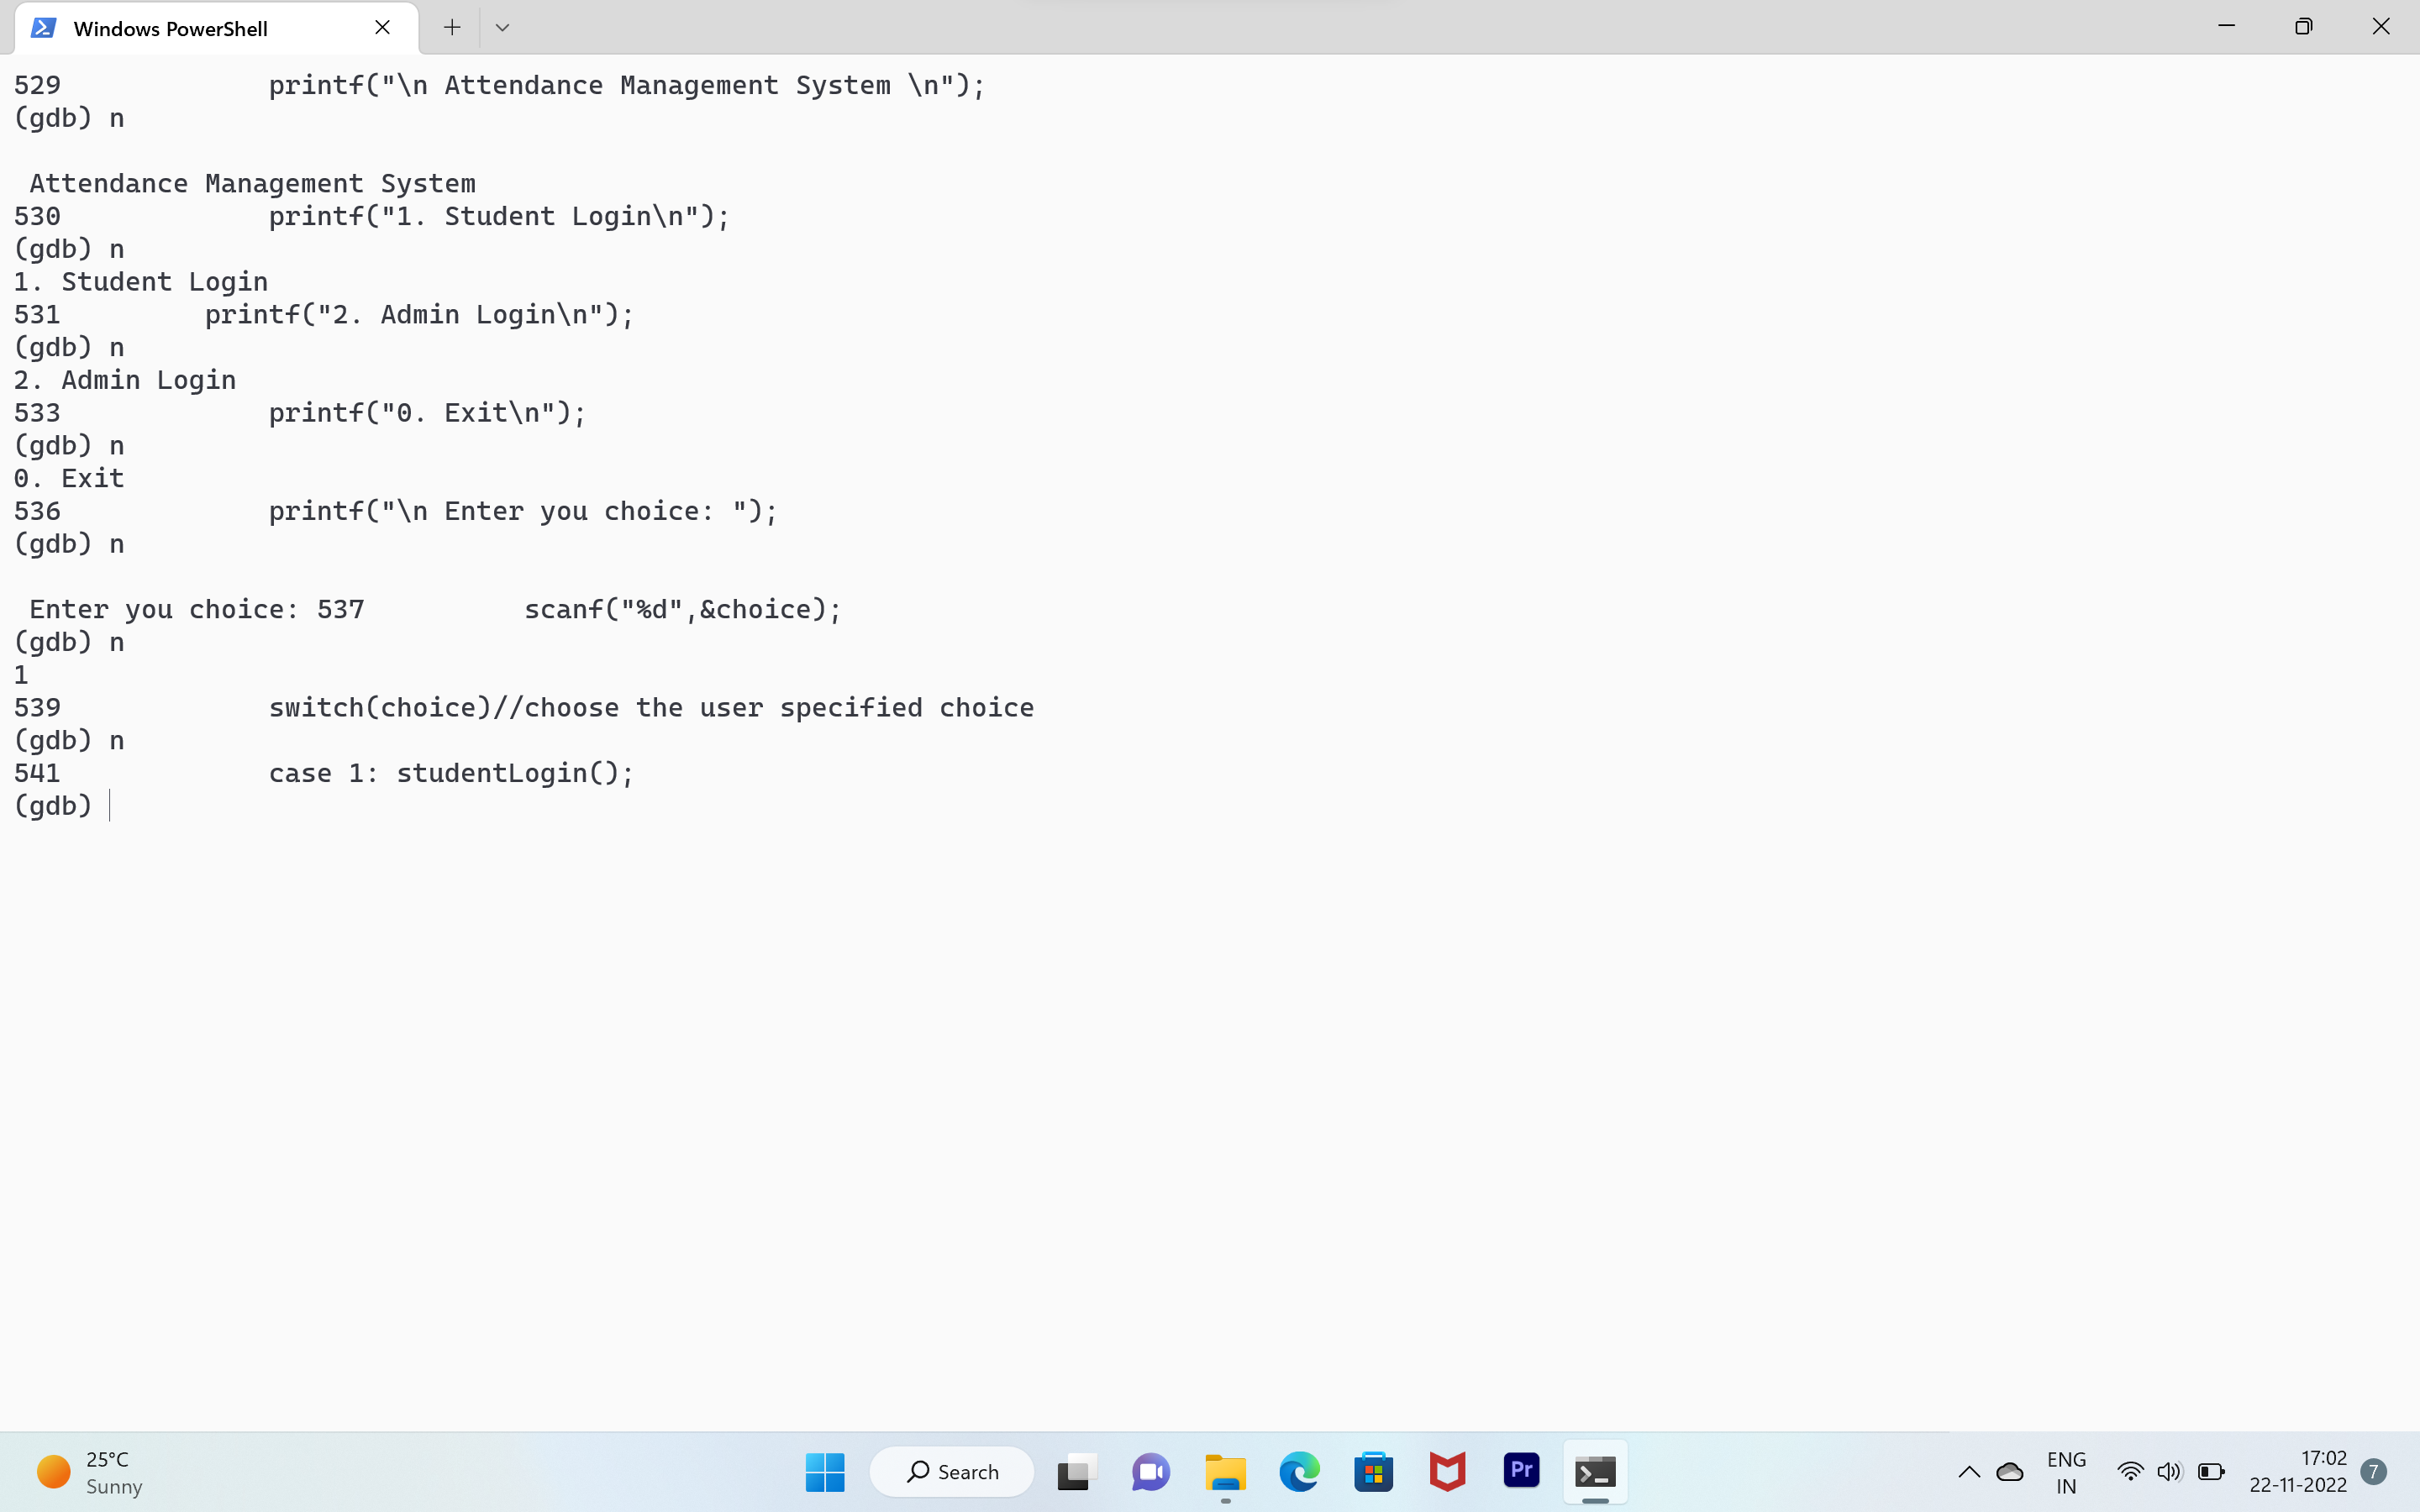 Windows PowerShell
529             printf("\n Attendance Management System \n");
(gdb) n
 Attendance Management System
530             printf("1. Student Login\n");
(gdb) n
1. Student Login
531         printf("2. Admin Login\n");
(gdb) n
2. Admin Login
533             printf("0. Exit\n");
(gdb) n
0. Exit
536             printf("\n Enter you choice: ");
(gdb) n
 Enter you choice: 537          scanf("%d",&choice);
(gdb) n
1
539             switch(choice)//choose the user specified choice
(gdb) n
541             case 1: studentLogin();
(gdb)
25°C
Sunny
Search
Pr
ENG
IN
17:02
22-11-2022
7